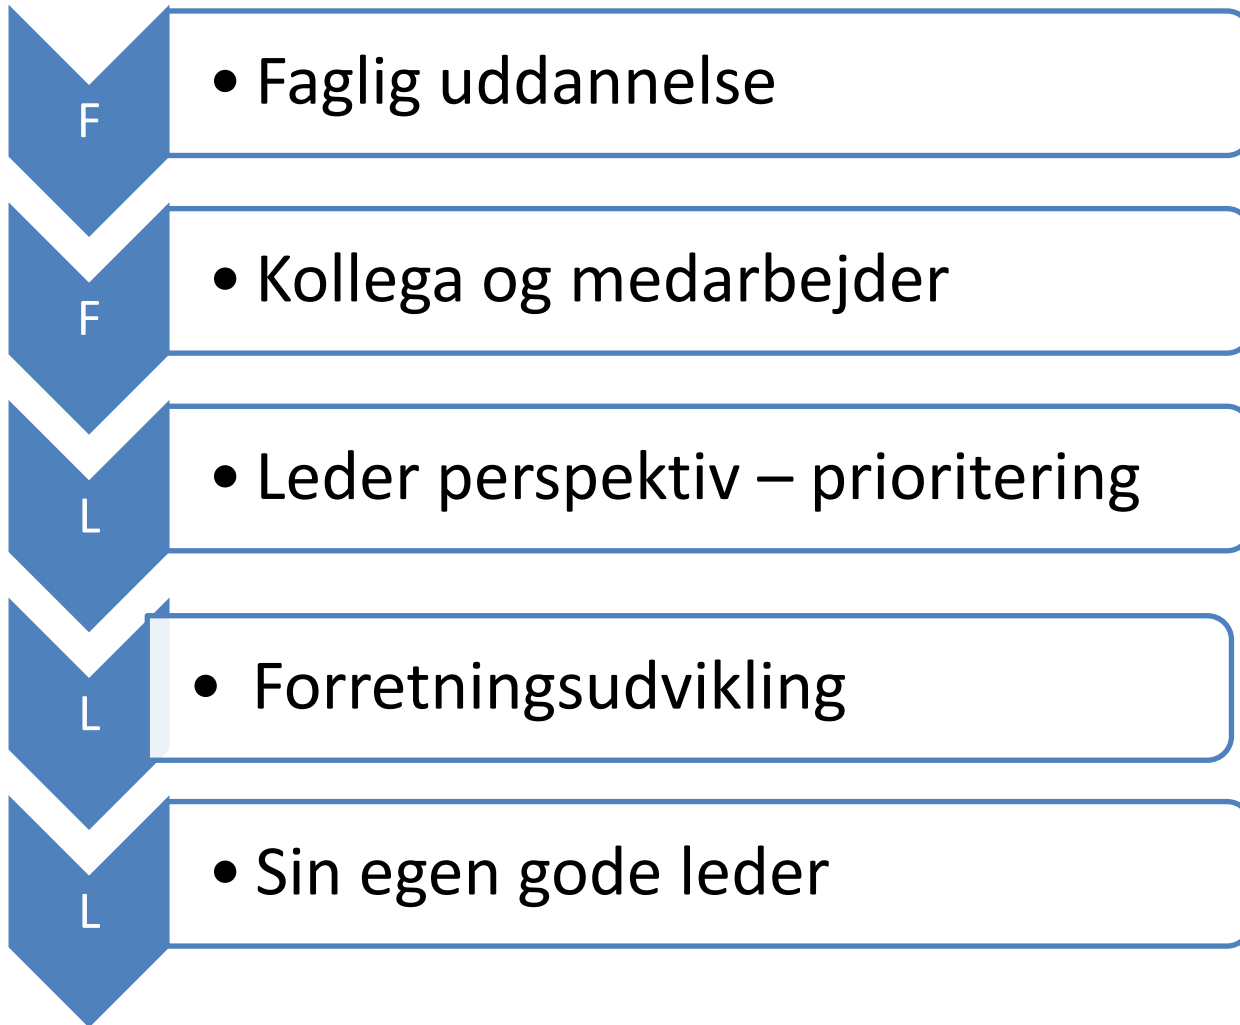 F
• Faglig uddannelse
F
• Kollega og medarbejder
L
• Leder perspektiv – prioritering
L
• Forretningsudvikling
L
• Sin egen gode leder